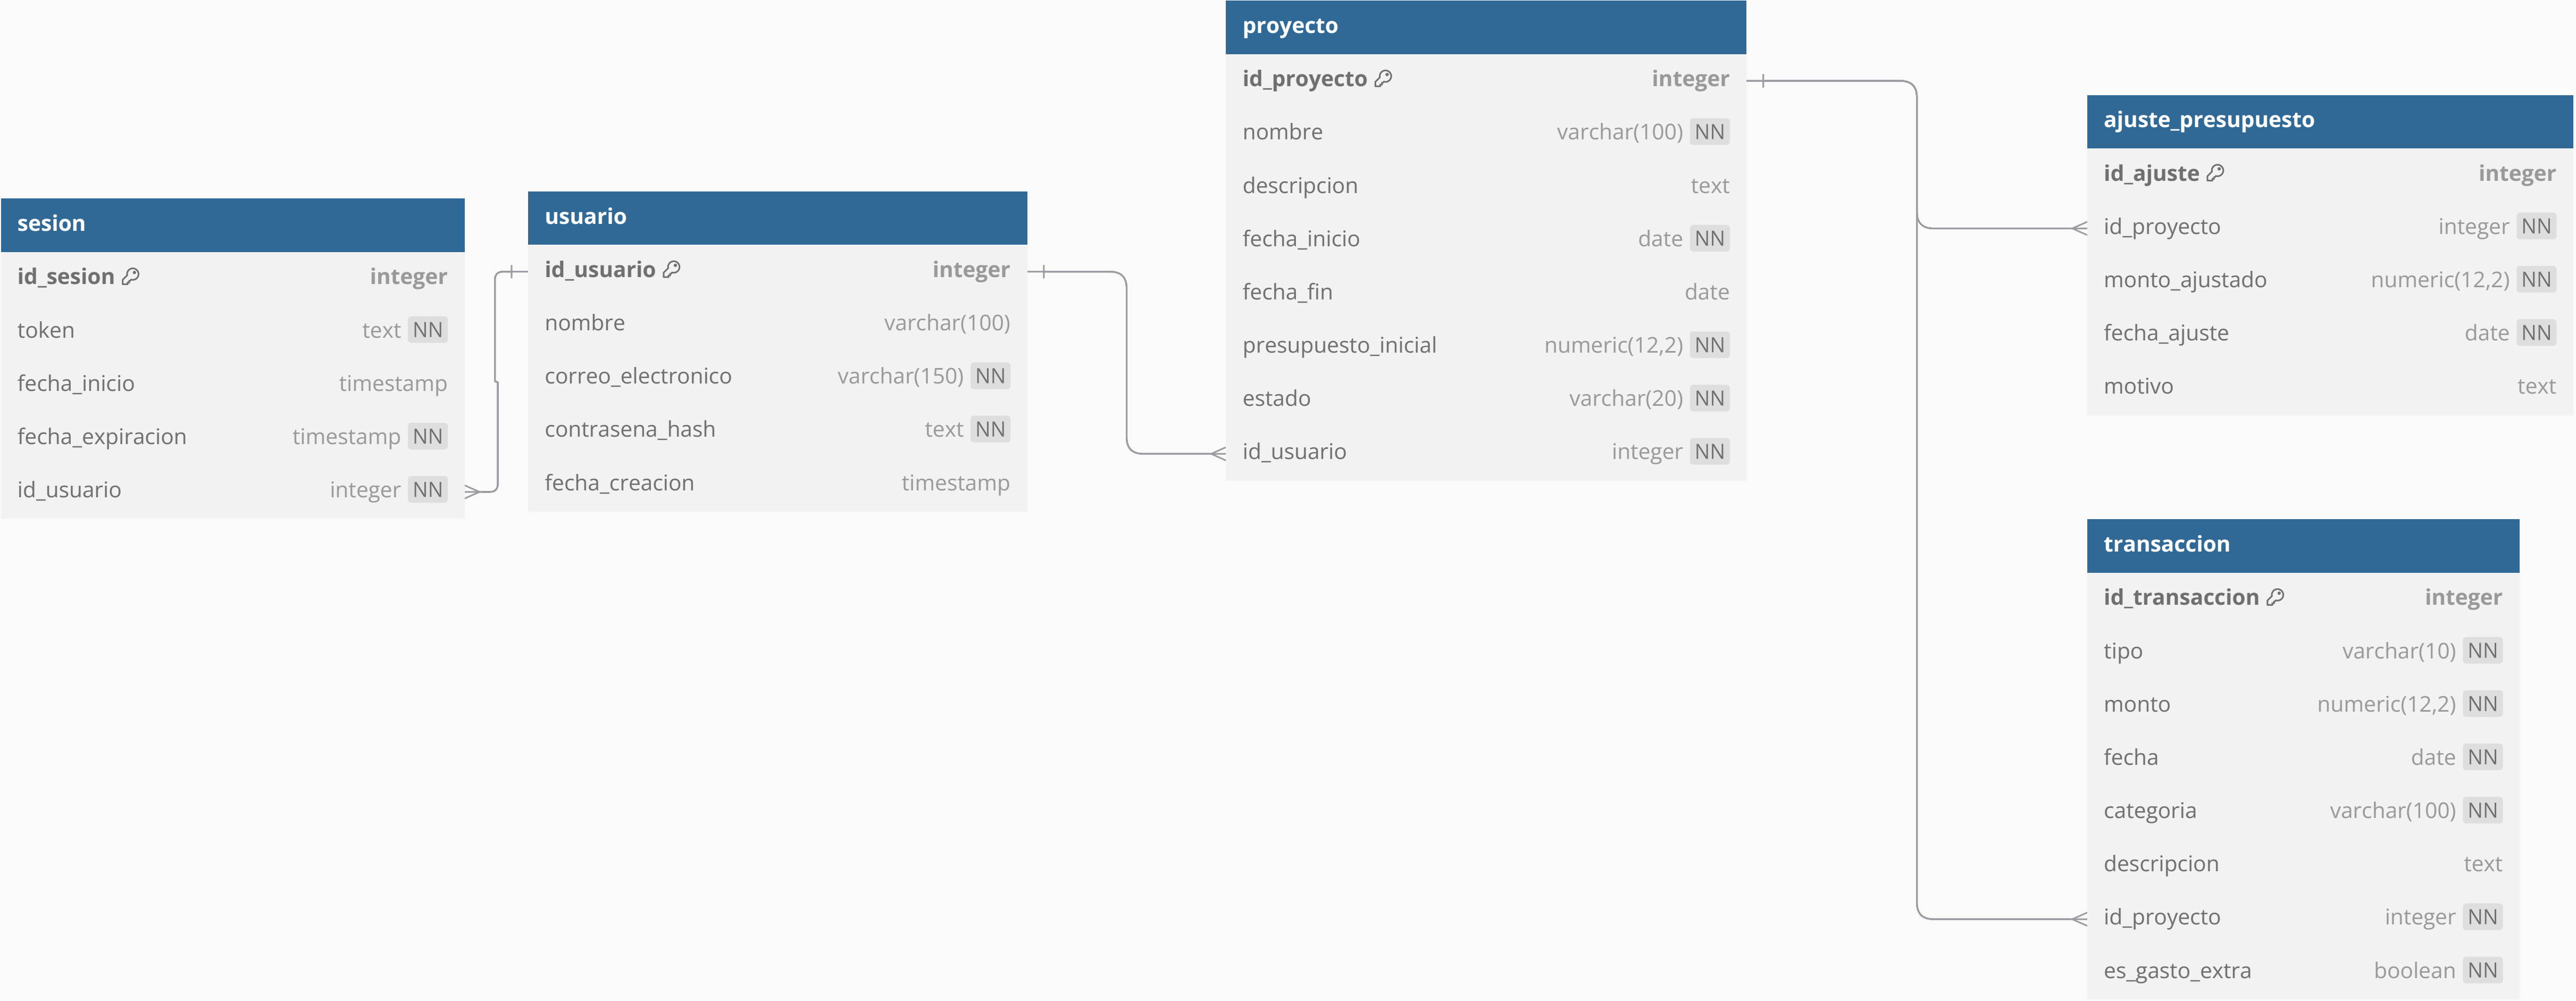 sesion
id_sesion integer
token text NN
fecha_inicio timestamp
fecha_expiracion timestamp NN
id_usuario integer NN
usuario
id_usuario integer
nombre varchar(100)
correo_electronico varchar(150) NN
contrasena_hash text NN
fecha_creacion timestamp
proyecto
id_proyecto integer
nombre varchar(100) NN
descripcion text
fecha_inicio date NN
fecha_fin date
presupuesto_inicial numeric(12,2) NN
estado varchar(20) NN
id_usuario integer NN
ajuste_presupuesto
id_ajuste integer
id_proyecto integer NN
monto_ajustado numeric(12,2) NN
fecha_ajuste date NN
motivo text
transaccion
id_transaccion integer
tipo varchar(10) NN
monto numeric(12,2) NN
fecha date NN
categoria varchar(100) NN
descripcion text
id_proyecto integer NN
es_gasto_extra boolean NN